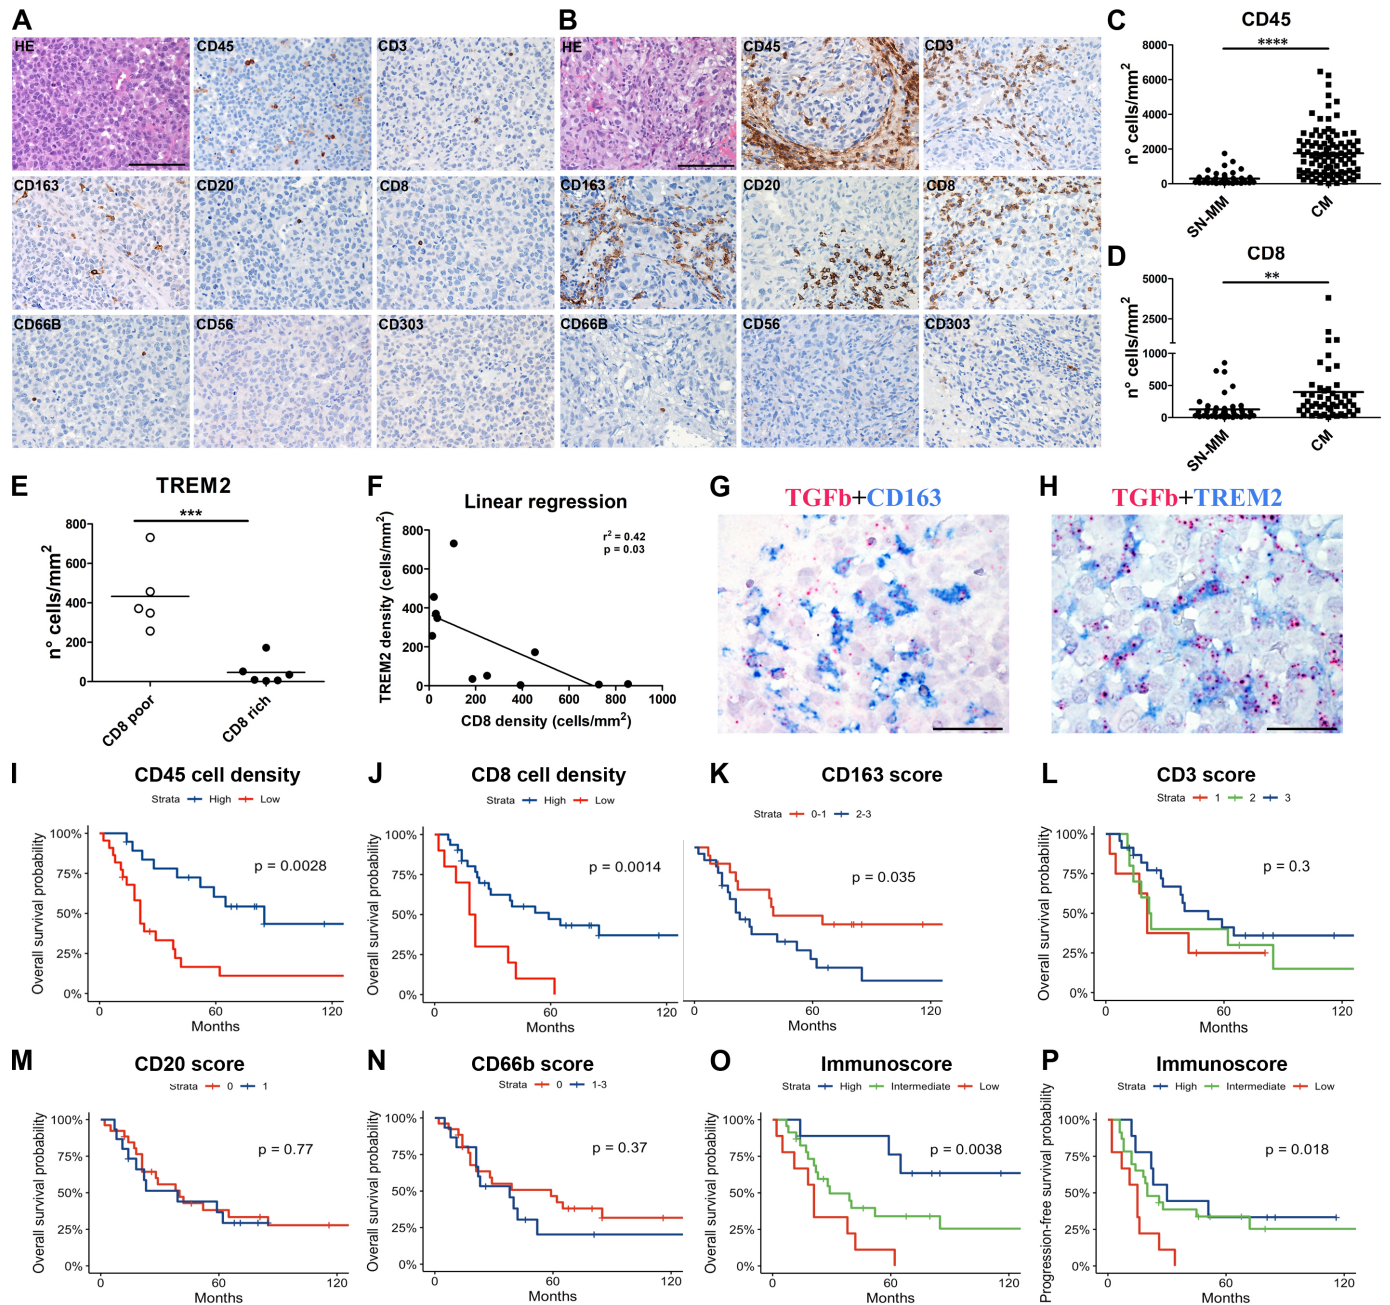 A
B
C
CD45
HE
CD45
CD3
HE
CD45
CD3
8000
6000
4000
2000
0
n° cells/mm2
****
SN-MM
CM
CD163
CD20
CD8
CD163
CD20
CD8
D
CD8
5000
2500
1000
500
0
n° cells/mm2
**
SN-MM
CM
CD66B
CD56
CD303
CD66B
CD56
CD303
E
TREM2
***
800
600
400
200
0
n° cells/mm2
CD8 poor
CD8 rich
F
Linear regression
r2 = 0.42
p = 0.03
TREM2 density (cells/mm2)
800
600
400
200
0
0 200 400 600 800 1000
CD8 density (cells/mm2)
G
TGFb+CD163
H
TGFb+TREM2
I
CD45 cell density
Strata High Low
Overall survival probability
100%
75%
50%
25%
0%
p = 0.0028
0 60 120
Months
J
CD8 cell density
Strata High Low
Overall survival probability
100%
75%
50%
25%
0%
p = 0.0014
0 60 120
Months
K
CD163 score
Strata 0-1 2-3
p = 0.035
0 60 120
Months
L
CD3 score
Strata 1 2 3
Overall survival probability
100%
75%
50%
25%
0%
p = 0.3
0 60 120
Months
M
CD20 score
Strata 0 1
Overall survival probability
100%
75%
50%
25%
0%
p = 0.77
0 60 120
Months
N
CD66b score
Strata 0 1-3
Overall survival probability
100%
75%
50%
25%
0%
p = 0.37
0 60 120
Months
O
Immunoscore
Strata High Intermediate Low
Overall survival probability
100%
75%
50%
25%
0%
p = 0.0038
0 60 120
Months
P
Immunoscore
Strata High Intermediate Low
Progression-free survival probability
100%
75%
50%
25%
0%
p = 0.018
0 60 120
Months